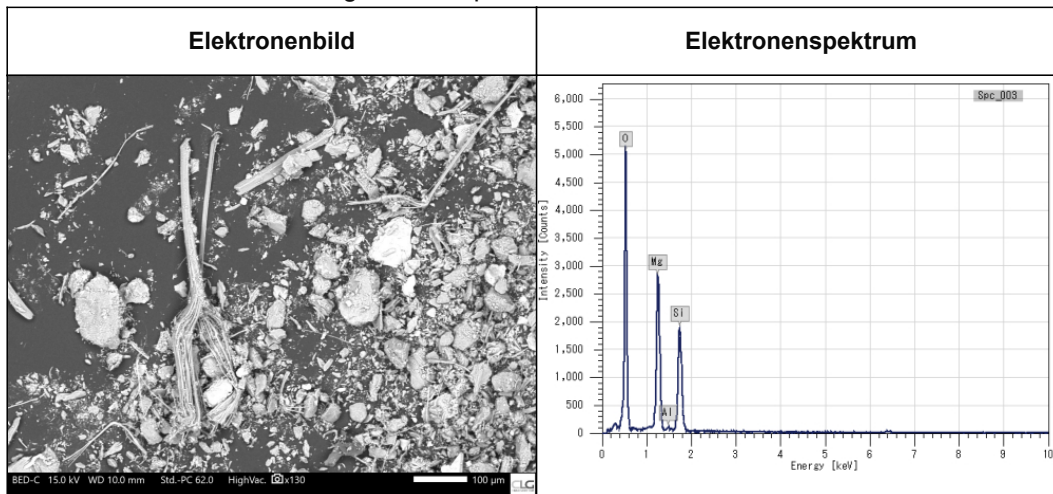 Elektronenbild
Elektronenspektrum
BED-C 15.0 kV WD 10.0 mm Std.-PC 62.0 HighVac. x130 100 µm CLG
Spc_003
6,000
5,500
5,000
4,500
4,000
3,500
3,000
2,500
2,000
1,500
1,000
500
0
Intensity [Counts]
O
Mg
Si
Al
0 1 2 3 4 5 6 7 8 9 10
Energy [keV]